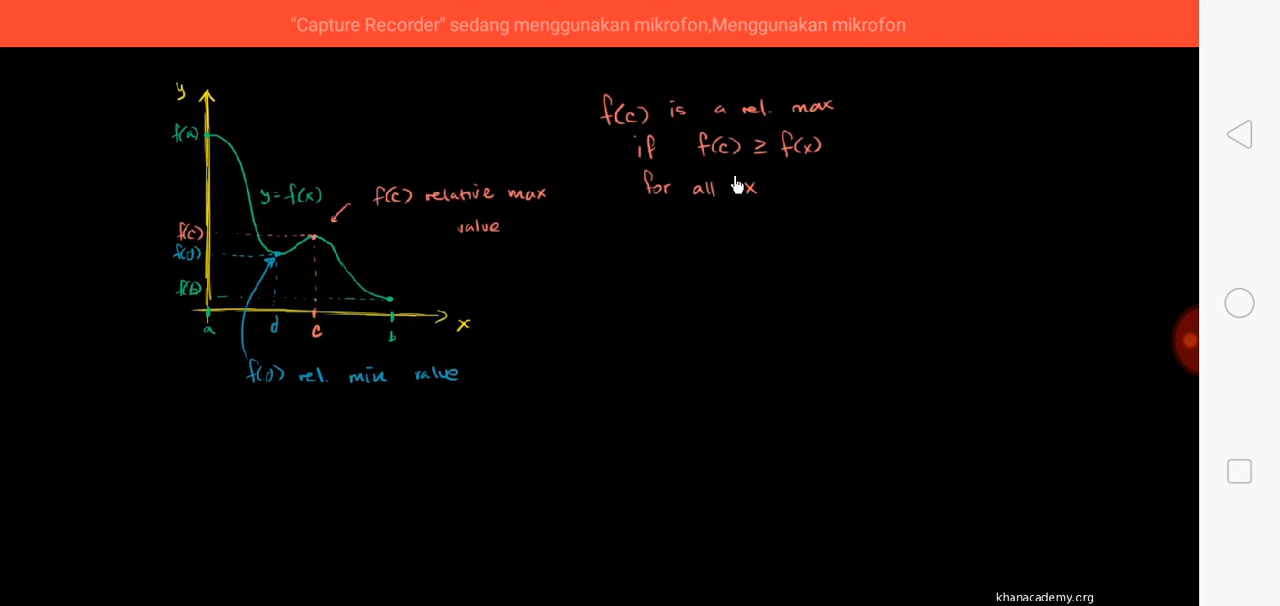 "Capture Recorder" sedang menggunakan mikrofon,Menggunakan mikrofon
y
f(a)
y=f(x)
f(c) relative max
value
f(c)
f(d)
f(b)
a
d
c
b
x
f(d) rel. min value
f(c) is a rel. max
if f(c) ≥ f(x)
for all x
khanacademy.org